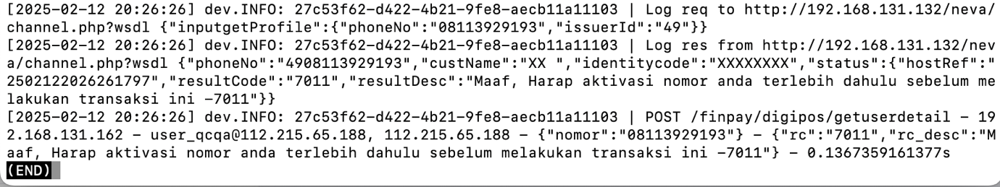 [2025-02-12 20:26:26] dev.INFO: 27c53f62-d422-4b21-9fe8-aecb11a11103 | Log req to http://192.168.131.132/neva/
channel.php?wsdl {"inputgetProfile":{"phoneNo":"08113929193","issuerId":"49"}}
[2025-02-12 20:26:26] dev.INFO: 27c53f62-d422-4b21-9fe8-aecb11a11103 | Log res from http://192.168.131.132/nev
a/channel.php?wsdl {"phoneNo":"4908113929193","custName":"XX ","identitycode":"XXXXXXXX","status":{"hostRef":"
2502122026261797","resultCode":"7011","resultDesc":"Maaf, Harap aktivasi nomor anda terlebih dahulu sebelum me
lakukan transaksi ini -7011"}}
[2025-02-12 20:26:26] dev.INFO: 27c53f62-d422-4b21-9fe8-aecb11a11103 | POST /finpay/digipos/getuserdetail - 19
2.168.131.162 - user_qcqa@112.215.65.188, 112.215.65.188 - {"nomor":"08113929193"} - {"rc":"7011","rc_desc":"M
aaf, Harap aktivasi nomor anda terlebih dahulu sebelum melakukan transaksi ini -7011"} - 0.1367359161377s
(END)